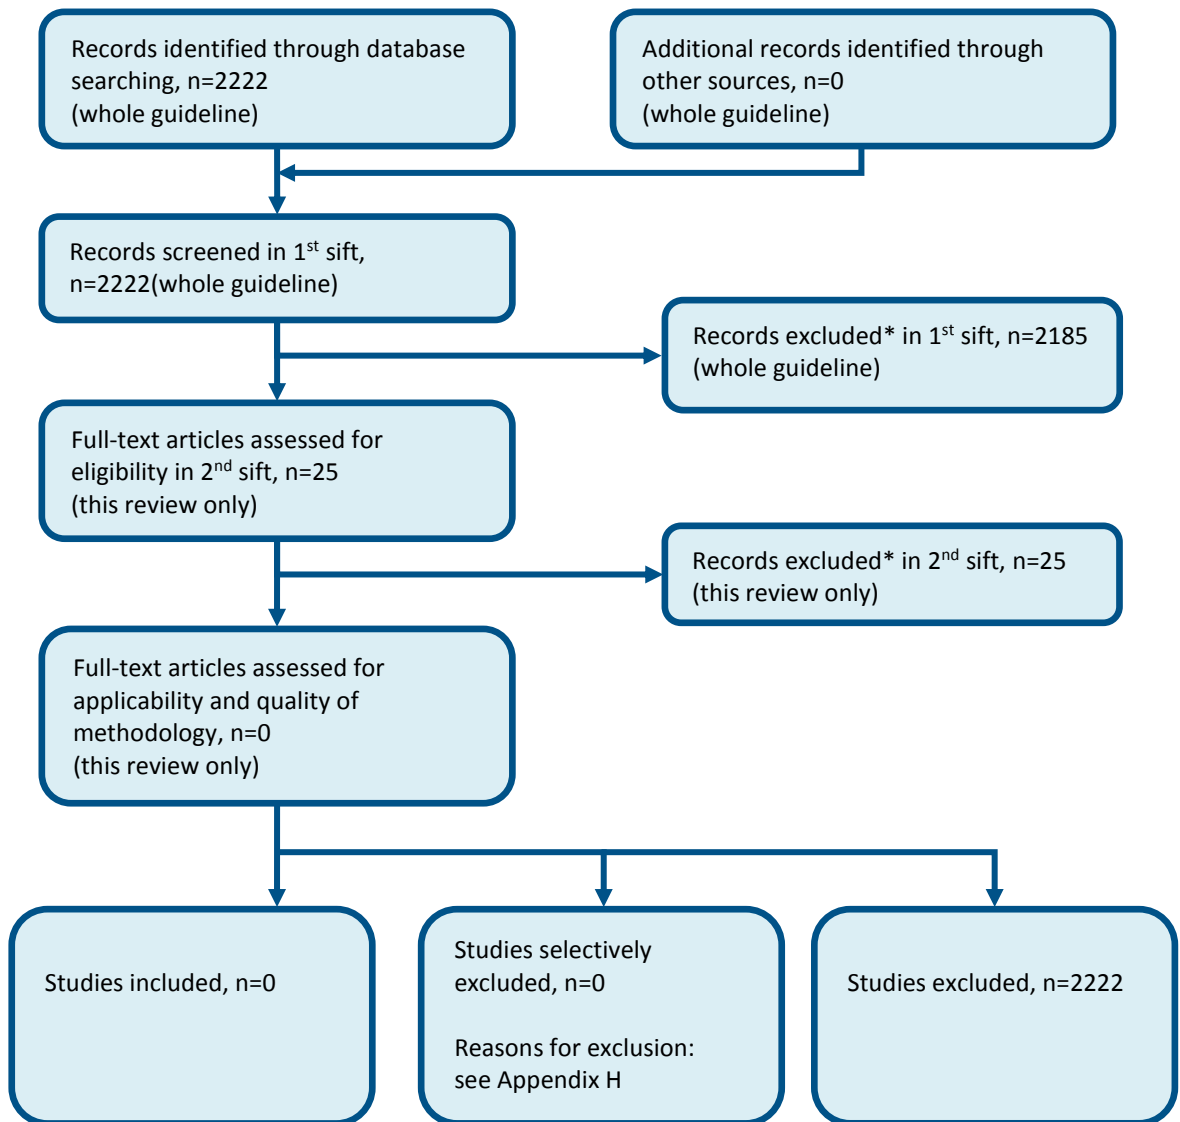 Records identified through database
searching, n=2222
(whole guideline)
Additional records identified through
other sources, n=0
(whole guideline)
Records screened in 1st sift,
n=2222(whole guideline)
Records excluded* in 1st sift, n=2185
(whole guideline)
Full-text articles assessed for
eligibility in 2nd sift, n=25
(this review only)
Records excluded* in 2nd sift, n=25
(this review only)
Full-text articles assessed for
applicability and quality of
methodology, n=0
(this review only)
Studies included, n=0
Studies selectively
excluded, n=0
Reasons for exclusion:
see Appendix H
Studies excluded, n=2222